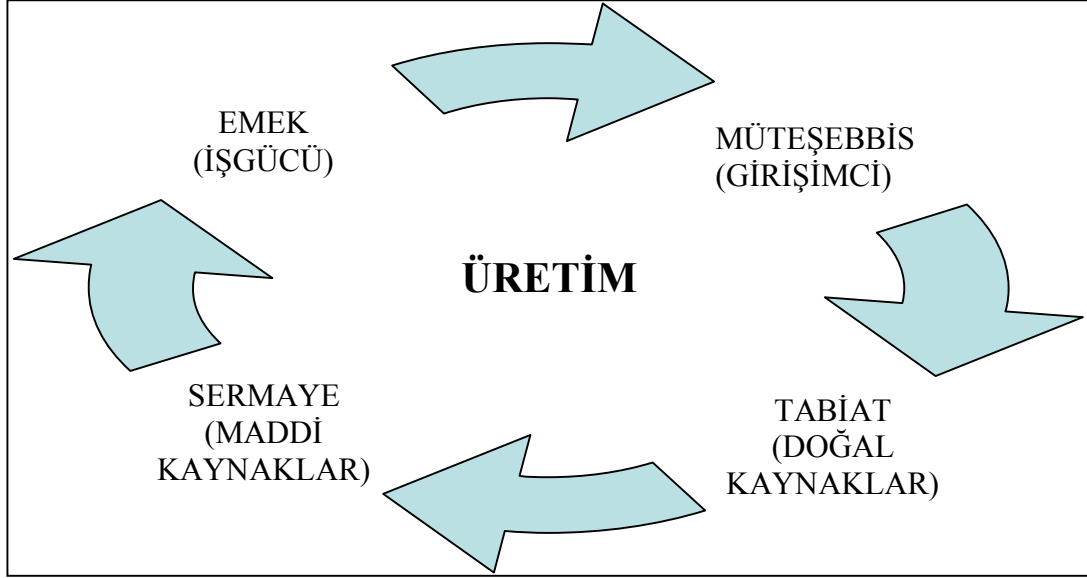 EMEK
(İŞGÜCÜ)
MÜTEŞEBBİS
(GİRİŞİMCİ)
ÜRETİM
SERMAYE
(MADDİ
KAYNAKLAR)
TABİAT
(DOĞAL
KAYNAKLAR)